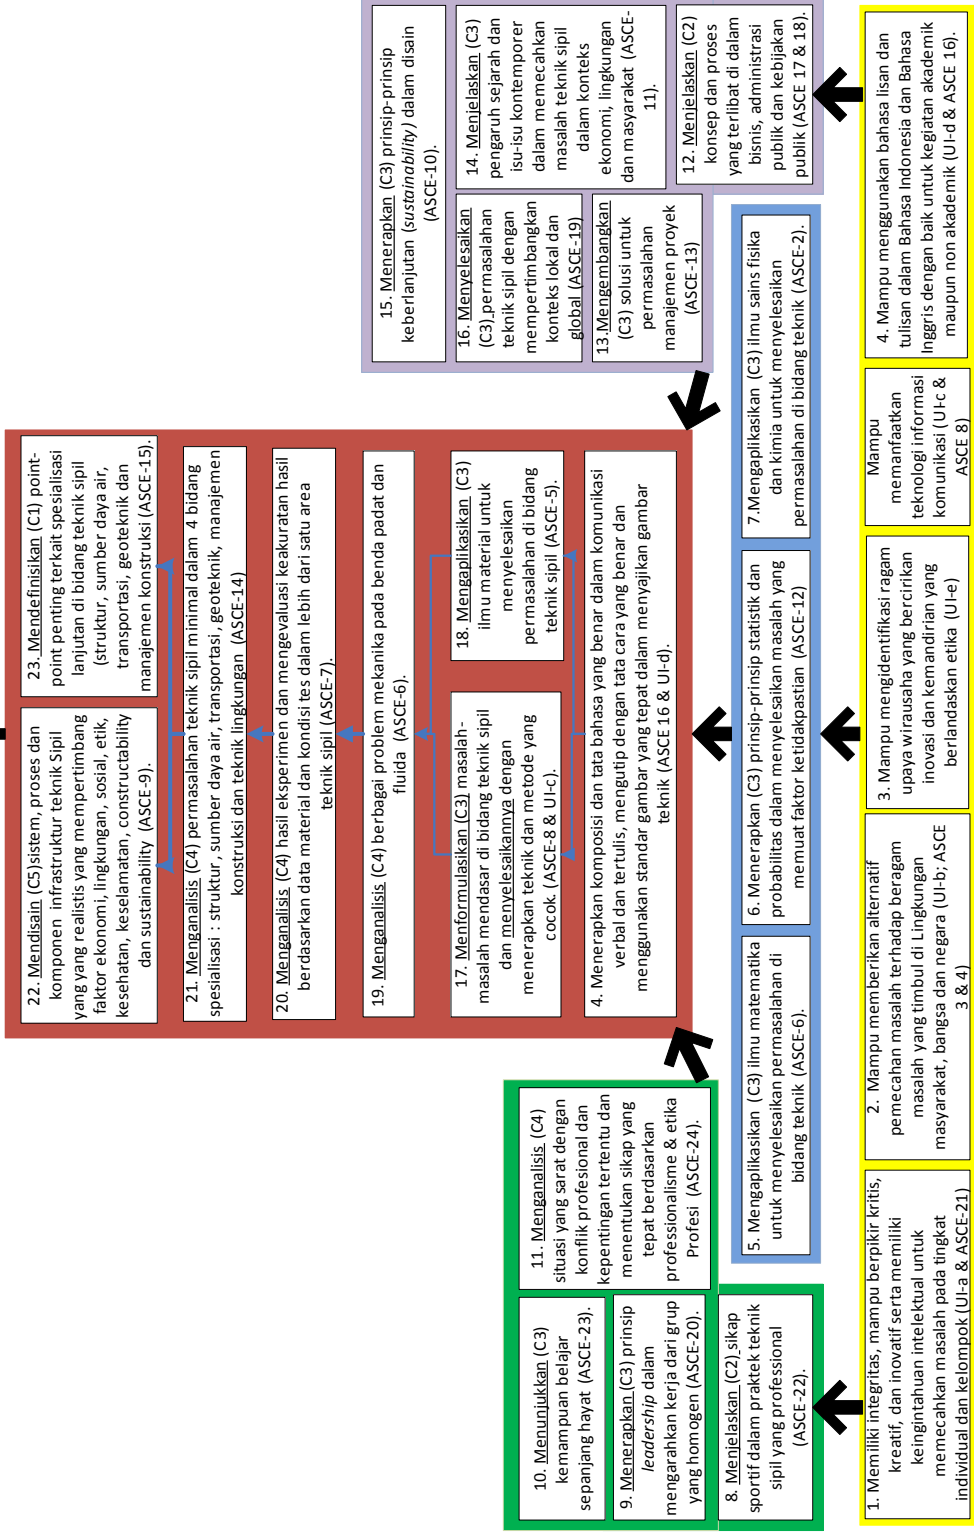 22. Mendisain (C5)sistem, proses dan
komponen infrastruktur teknik Sipil
yang yang realistis yang mempertimbang
faktor ekonomi, lingkungan, sosial, etik,
kesehatan, keselamatan, constructability
dan sustainability (ASCE-9).
23. Mendefinisikan (C1) point-
point penting terkait spesialisasi
lanjutan di bidang teknik sipil
(struktur, sumber daya air,
transportasi, geoteknik dan
manajemen konstruksi (ASCE-15).
21. Menganalisis (C4) permasalahan teknik sipil minimal dalam 4 bidang
spesialisasi : struktur, sumber daya air, transportasi, geoteknik, manajemen
konstruksi dan teknik lingkungan (ASCE-14)
20. Menganalisis (C4) hasil eksperimen dan mengevaluasi keakuratan hasil
berdasarkan data material dan kondisi tes dalam lebih dari satu area
teknik sipil (ASCE-7).
19. Menganalisis (C4) berbagai problem mekanika pada benda padat dan
fluida (ASCE-6).
17. Menformulasikan (C3) masalah-
masalah mendasar di bidang teknik sipil
dan menyelesaikannya dengan
menerapkan teknik dan metode yang
cocok. (ASCE-8 & UI-c).
18. Mengaplikasikan (C3)
ilmu material untuk
menyelesaikan
permasalahan di bidang
teknik sipil (ASCE-5).
4. Menerapkan komposisi dan tata bahasa yang benar dalam komunikasi
verbal dan tertulis, mengutip dengan tata cara yang benar dan
menggunakan standar gambar yang tepat dalam menyajikan gambar
teknik (ASCE 16 & UI-d).
15. Menerapkan (C3) prinsip-prinsip
keberlanjutan (sustainability) dalam disain
(ASCE-10).
16. Menyelesaikan
(C3) permasalahan
teknik sipil dengan
mempertimbangkan
konteks lokal dan
global (ASCE-19)
14. Menjelaskan (C3)
pengaruh sejarah dan
isu-isu kontemporer
dalam memecahkan
masalah teknik sipil
dalam konteks
ekonomi, lingkungan
dan masyarakat (ASCE-
11).
13.Mengembangkan
(C3) solusi untuk
permasalahan
manajemen proyek
(ASCE-13)
12. Menjelaskan (C2)
konsep dan proses
yang terlibat di dalam
bisnis, administrasi
publik dan kebijakan
publik (ASCE 17 & 18).
10. Menunjukkan (C3)
kemampuan belajar
sepanjang hayat (ASCE-23).
11. Menganalisis (C4)
situasi yang sarat dengan
konflik profesional dan
kepentingan tertentu dan
menentukan sikap yang
tepat berdasarkan
professionalisme & etika
Profesi (ASCE-24).
9. Menerapkan (C3) prinsip
leadership dalam
mengarahkan kerja dari grup
yang homogen (ASCE-20).
8. Menjelaskan (C2) sikap
sportif dalam praktek teknik
sipil yang professional
(ASCE-22).
5. Mengaplikasikan (C3) ilmu matematika
untuk menyelesaikan permasalahan di
bidang teknik (ASCE-6).
6. Menerapkan (C3) prinsip-prinsip statistik dan
probabilitas dalam menyelesaikan masalah yang
memuat faktor ketidakpastian (ASCE-12)
7.Mengaplikasikan (C3) ilmu sains fisika
dan kimia untuk menyelesaikan
permasalahan di bidang teknik (ASCE-2).
1. Memiliki integritas, mampu berpikir kritis,
kreatif, dan inovatif serta memiliki
keingintahuan intelektual untuk
memecahkan masalah pada tingkat
individual dan kelompok (UI-a & ASCE-21)
2. Mampu memberikan alternatif
pemecahan masalah terhadap beragam
masalah yang timbul di Lingkungan
masyarakat, bangsa dan negara (UI-b; ASCE
3 & 4)
3. Mampu mengidentifikasi ragam
upaya wirausaha yang bercirikan
inovasi dan kemandirian yang
berlandaskan etika (UI-e)
Mampu
memanfaatkan
teknologi informasi
komunikasi (UI-c &
ASCE 8)
4. Mampu menggunakan bahasa lisan dan
tulisan dalam Bahasa Indonesia dan Bahasa
Inggris dengan baik untuk kegiatan akademik
maupun non akademik (UI-d & ASCE 16).